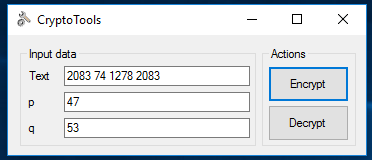 CryptoTools
Input data
Text 2083 74 1278 2083
p 47
q 53
Actions
Encrypt
Decrypt